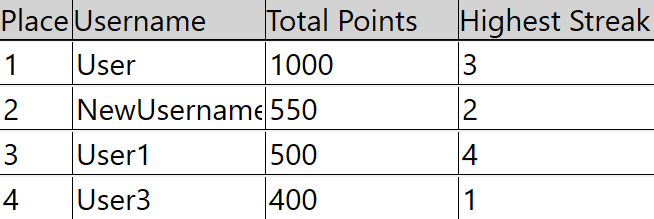 Place Username Total Points Highest Streak
1 User 1000 3
2 NewUsername 550 2
3 User1 500 4
4 User3 400 1